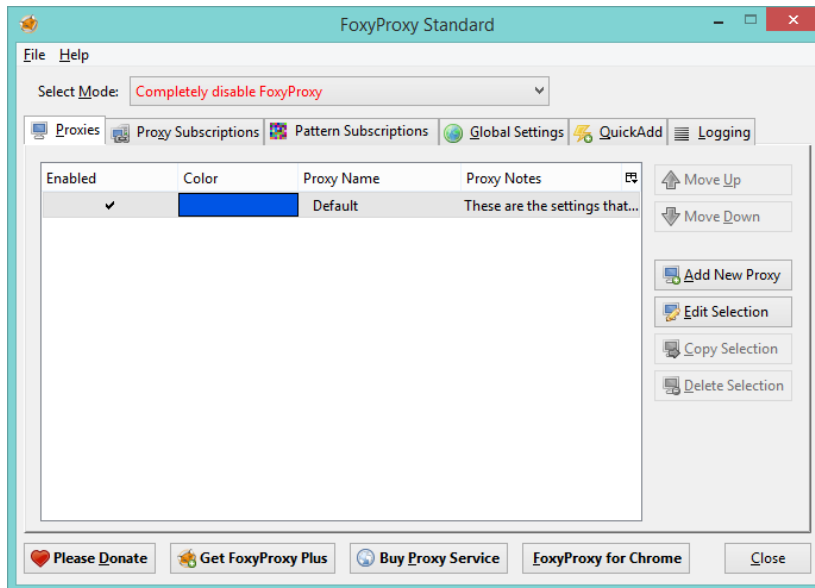 FoxyProxy Standard
File Help
Select Mode: Completely disable FoxyProxy
Proxies Proxy Subscriptions Pattern Subscriptions Global Settings QuickAdd Logging
Enabled Color Proxy Name Proxy Notes
Default These are the settings that...
Move Up
Move Down
Add New Proxy
Edit Selection
Copy Selection
Delete Selection
Please Donate Get FoxyProxy Plus Buy Proxy Service FoxyProxy for Chrome Close